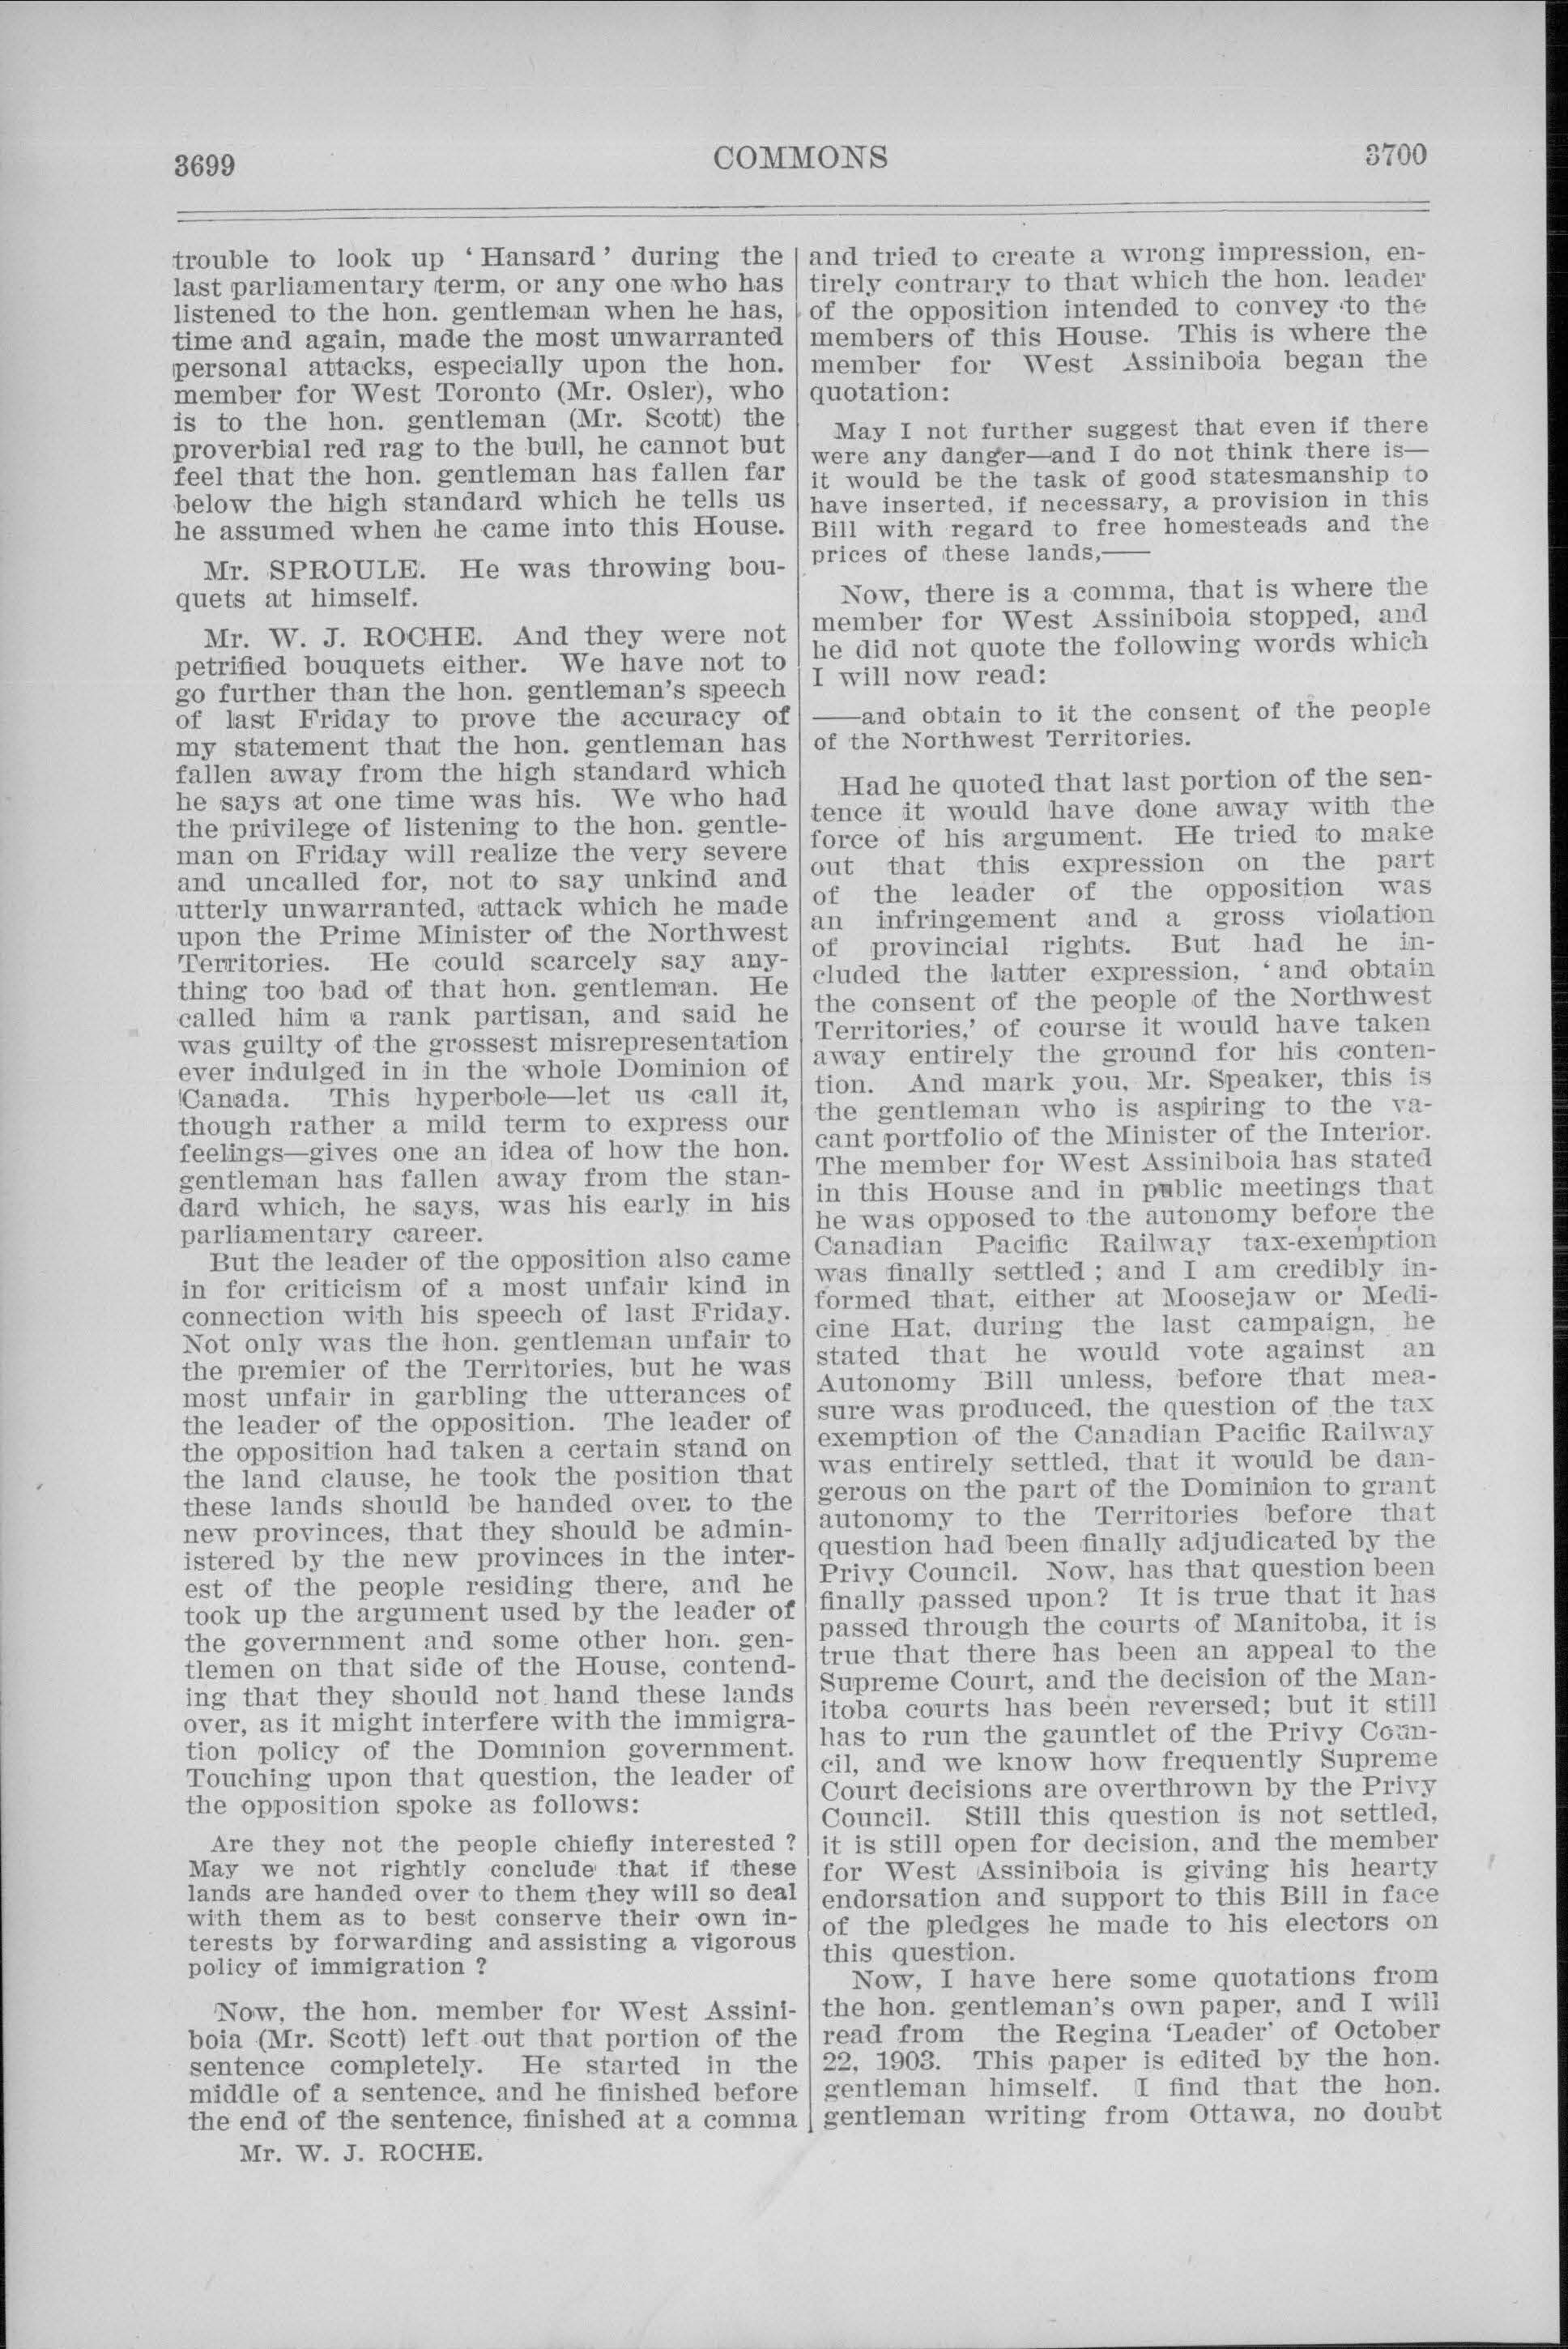 3699
COMMONS
3700
trouble to look up ‘ Hansard ’ during the
last parliamentary term, or any one who has
listened to the hon. gentleman when he has,
time and again, made the most unwarranted
personal attacks, especially upon the hon.
member for West Toronto (Mr. Osler), who
is to the hon. gentleman (Mr. Scott) the
proverbial red rag to the bull, he cannot but
feel that the hon. gentleman has fallen far
below the high standard which he tells us
he assumed when he came into this House.
Mr. SPROULE. He was throwing bou-
quets at himself.
Mr. W. J. ROCHE. And they were not
petrified bouquets either. We have not to
go further than the hon. gentleman's speech
of last Friday to prove the accuracy of
my statement that the hon. gentleman has
fallen away from the high standard which
he says at one time was his. We who had
the privilege of listening to the hon. gentle-
man on Friday will realize the very severe
and uncalled for, not to say unkind and
utterly unwarranted, attack which he made
upon the Prime Minister of the Northwest
Territories. He could scarcely say any-
thing too bad of that hon. gentleman. He
called him a rank partisan, and said he
was guilty of the grossest misrepresentation
ever indulged in in the whole Dominion of
Canada. This hyperbole—let us call it,
though rather a mild term to express our
feelings—gives one an idea of how the hon.
gentleman has fallen away from the stan-
dard which, he says, was his early in his
parliamentary career.
But the leader of the opposition also came
in for criticism of a most unfair kind in
connection with his speech of last Friday.
Not only was the hon. gentleman unfair to
the premier of the Territories, but he was
most unfair in garbling the utterances of
the leader of the opposition. The leader of
the opposition had taken a certain stand on
the land clause, he took the position that
these lands should be handed over to the
new provinces, that they should be admin-
istered by the new provinces in the inter-
est of the people residing there, and he
took up the argument used by the leader of
the government and some other hon. gen-
tlemen on that side of the House, contend-
ing that they should not hand these lands
over, as it might interfere with the immigra-
tion policy of the Dominion government.
Touching upon that question, the leader of
the opposition spoke as follows:
Are they not the people chiefly interested ?
May we not rightly conclude that if these
lands are handed over to them they will so deal
with them as to best conserve their own in-
terests by forwarding and assisting a vigorous
policy of immigration ?
Now, the hon. member for West Assini-
boia (Mr. Scott) left out that portion of the
sentence completely. He started in the
middle of a sentence, and he finished before
the end of the sentence, finished at a comma
Mr. W. J. ROCHE.
and tried to create a wrong impression, en-
tirely contrary to that which the hon. leader
of the opposition intended to convey to the
members of this House. This is where the
member for West Assiniboia began the
quotation:
May I not further suggest that even if there
were any danger—and I do not think there is—
it would be the task of good statesmanship to
have inserted, if necessary, a provision in this
Bill with regard to free homesteads and the
prices of these lands,——
Now, there is a comma, that is where the
member for West Assiniboia stopped, and
he did not quote the following words which
I will now read:
——and obtain to it the consent of the people
of the Northwest Territories.
Had he quoted that last portion of the sen-
tence it would have done away with the
force of his argument. He tried to make
out that this expression on the part
of the leader of the opposition was
an infringement and a gross violation
of provincial rights. But had he in-
cluded the latter expression, ‘ and obtain
the consent of the people of the Northwest
Territories,’ of course it would have taken
away entirely the ground for his conten-
tion. And mark you, Mr. Speaker, this is
the gentleman who is aspiring to the va-
cant portfolio of the Minister of the Interior.
The member for West Assiniboia has stated
in this House and in public meetings that
he was opposed to the autonomy before the
Canadian Pacific Railway tax-exemption
was finally settled ; and I am credibly in-
formed that, either at Moosejaw or Medi-
cine Hat, during the last campaign, he
stated that he would vote against an
Autonomy Bill unless, before that mea-
sure was produced, the question of the tax
exemption of the Canadian Pacific Railway
was entirely settled, that it would be dan-
gerous on the part of the Dominion to grant
autonomy to the Territories before that
question had been finally adjudicated by the
Privy Council. Now, has that question been
finally passed upon? It is true that it has
passed through the courts of Manitoba, it is
true that there has been an appeal to the
Supreme Court, and the decision of the Man-
itoba courts has been reversed; but it still
has to run the gauntlet of the Privy Coun-
cil, and we know how frequently Supreme
Court decisions are overthrown by the Privy
Council. Still this question is not settled,
it is still open for decision, and the member
for West Assiniboia is giving his hearty
endorsation and support to this Bill in face
of the pledges he made to his electors on
this question.
Now, I have here some quotations from
the hon. gentleman's own paper, and I will
read from the Regina ‘Leader’ of October
22, 1903. This paper is edited by the hon.
gentleman himself. I find that the hon.
gentleman writing from Ottawa, no doubt